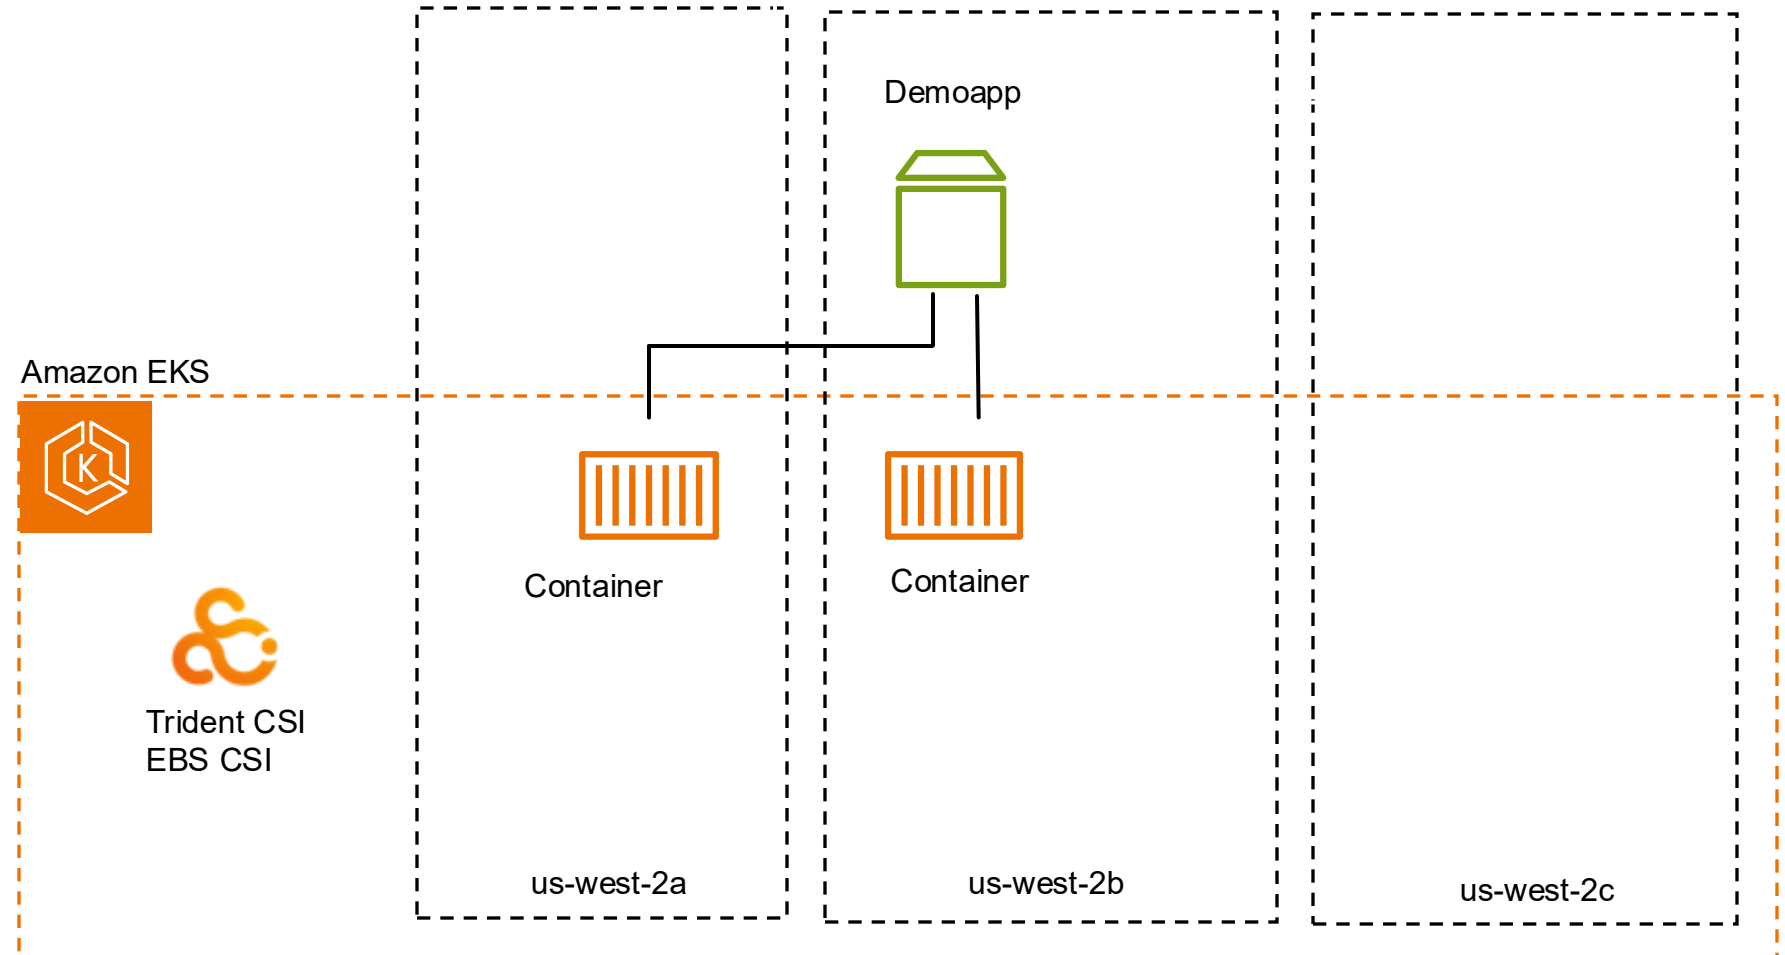 Demoapp
Amazon EKS
K
Container
Container
Trident CSI
EBS CSI
us-west-2a
us-west-2b
us-west-2c